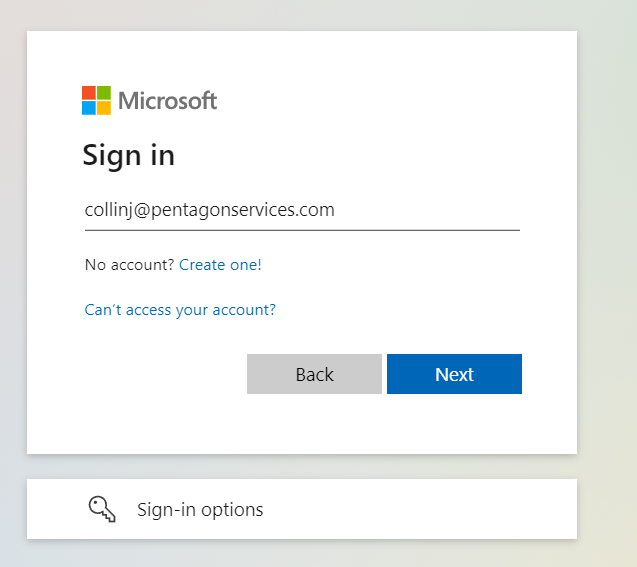 Microsoft
Sign in
collinj@pentagonservices.com
No account? Create one!
Can’t access your account?
Back Next
Sign-in options